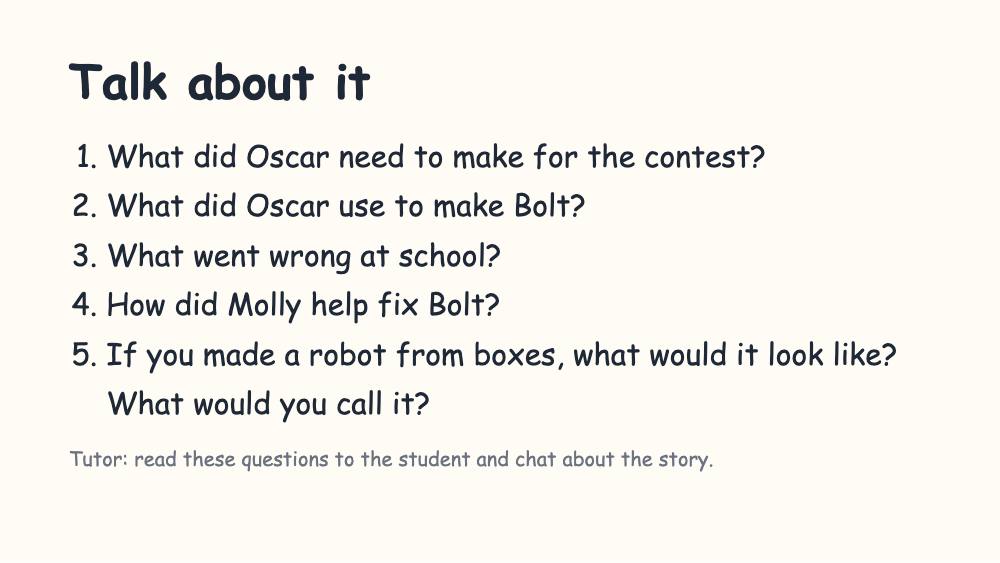 Talk about it
1. What did Oscar need to make for the contest?
2. What did Oscar use to make Bolt?
3. What went wrong at school?
4. How did Molly help fix Bolt?
5. If you made a robot from boxes, what would it look like?
What would you call it?
Tutor: read these questions to the student and chat about the story.